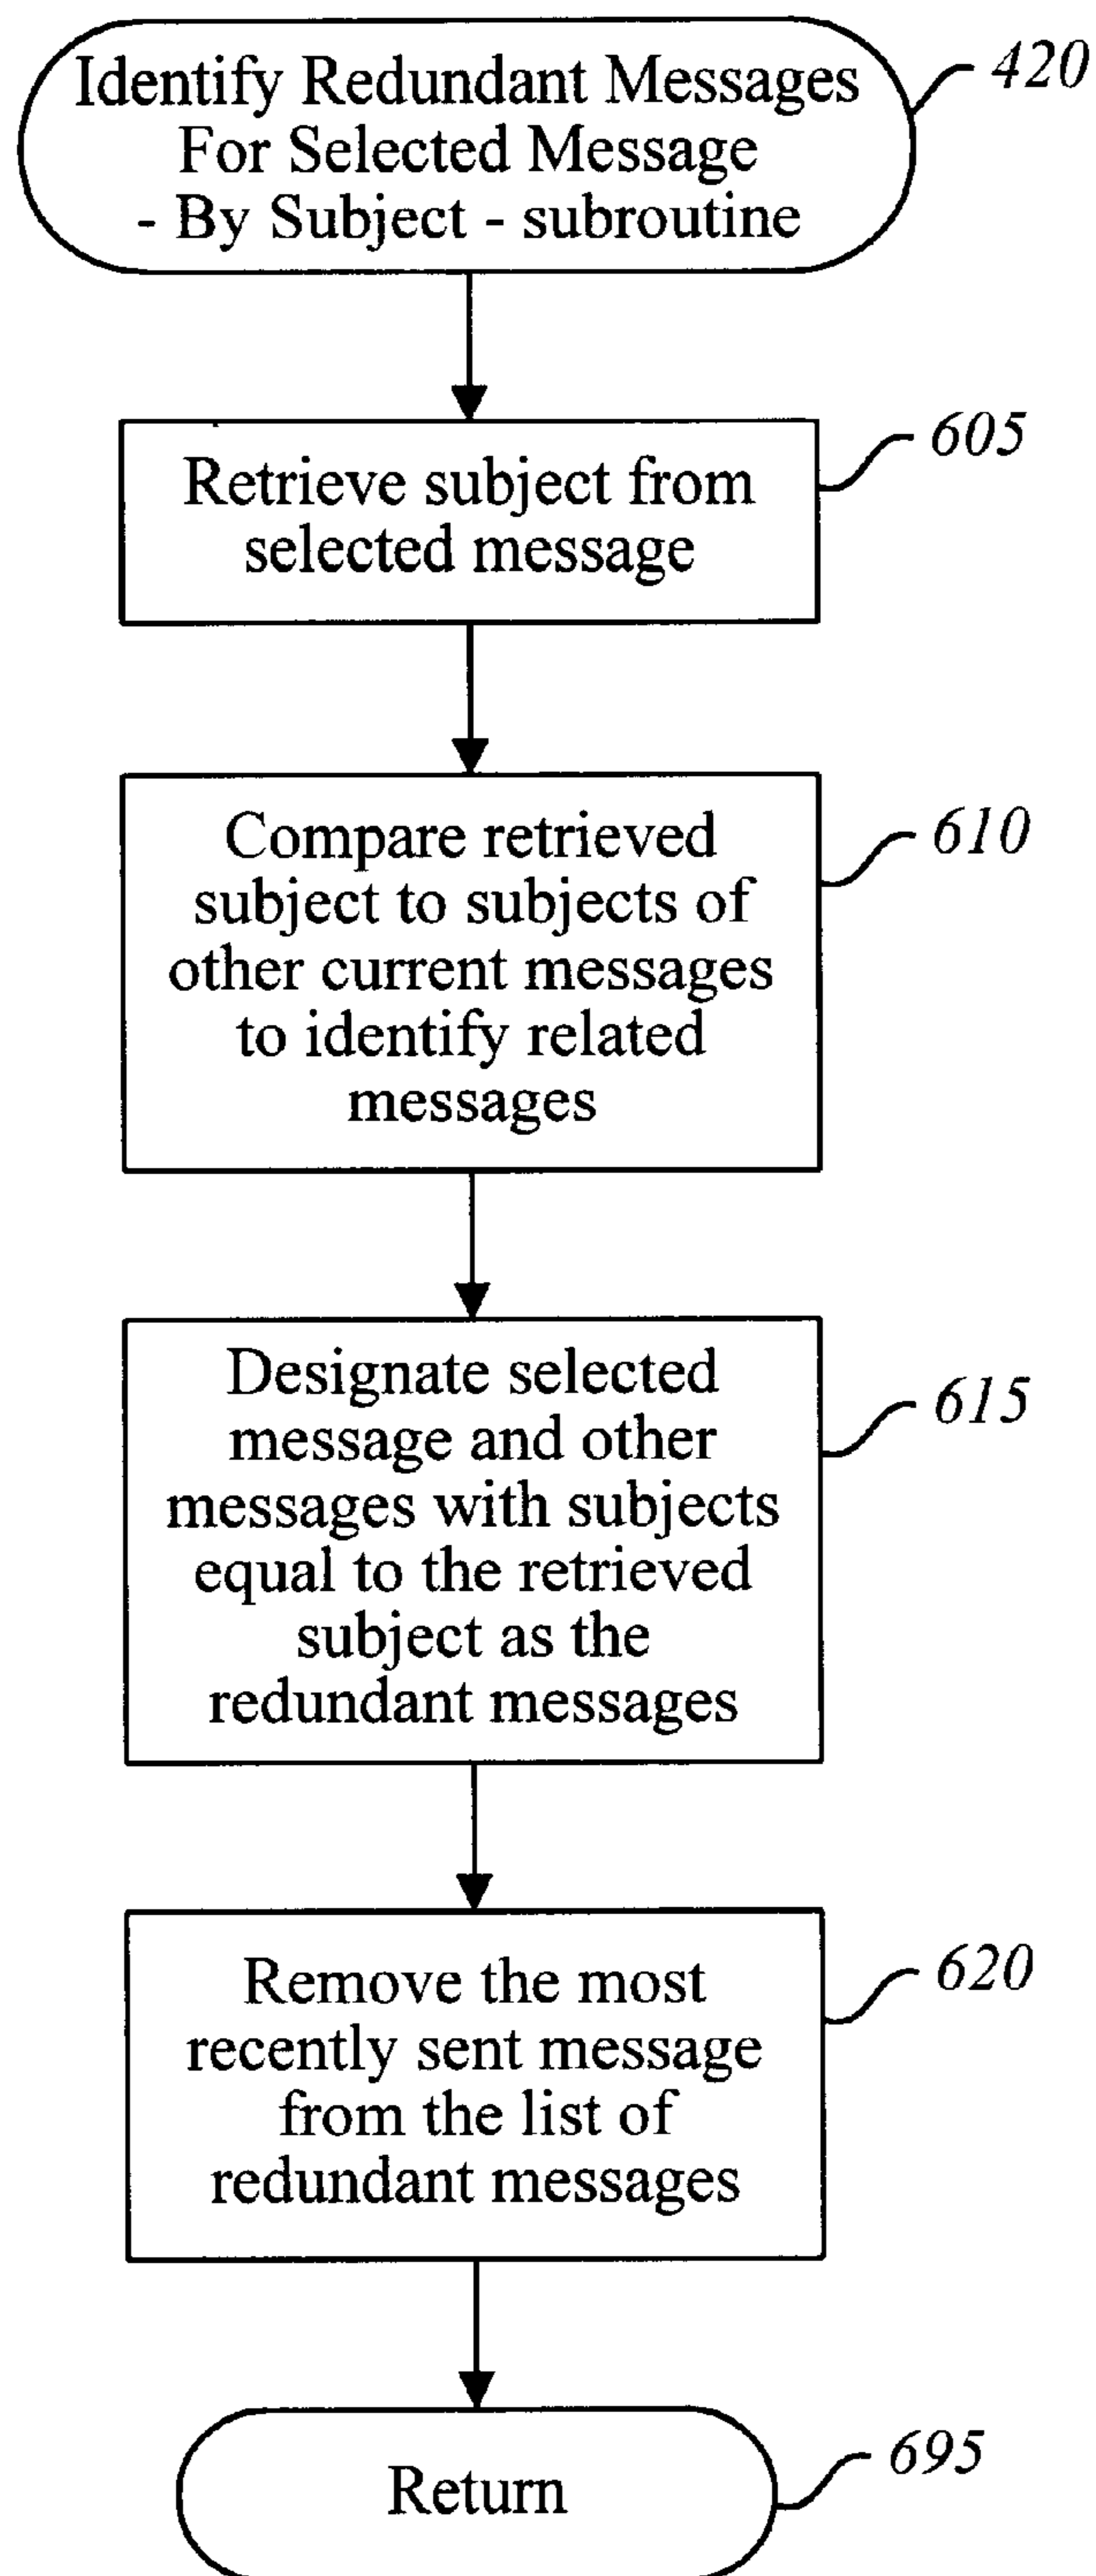 Identify Redundant Messages
For Selected Message
- By Subject - subroutine
420
Retrieve subject from
selected message
605
Compare retrieved
subject to subjects of
other current messages
to identify related
messages
610
Designate selected
message and other
messages with subjects
equal to the retrieved
subject as the
redundant messages
615
Remove the most
recently sent message
from the list of
redundant messages
620
Return
695